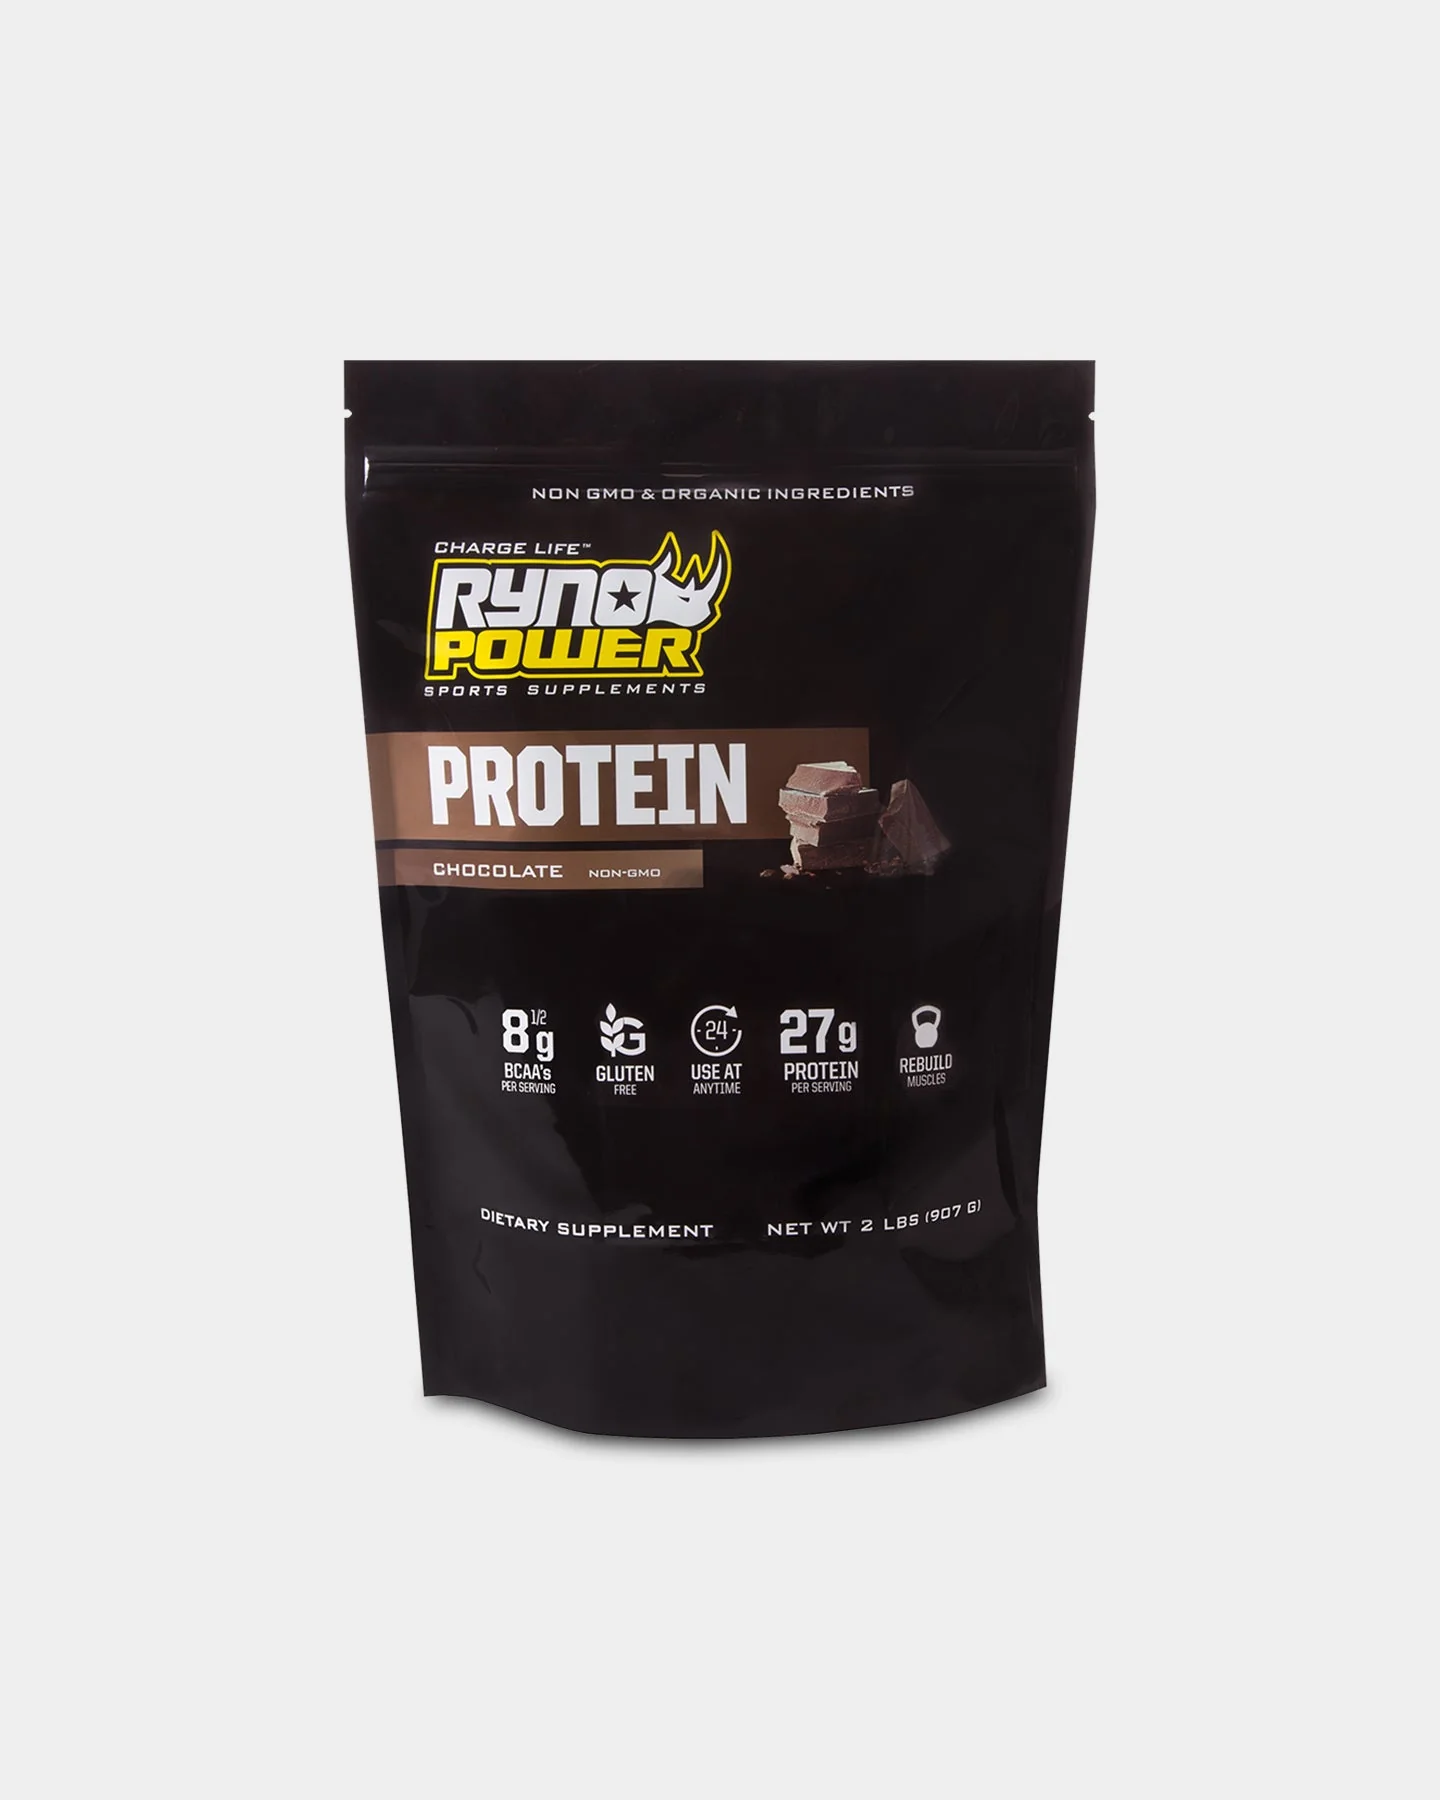 NON GMO & ORGANIC INGREDIENTS
CHARGE LIFE™
RYNO
POWER
SPORTS SUPPLEMENTS
PROTEIN
CHOCOLATE NON-GMO
8 1/2 g
BCAA's
PER SERVING
G
GLUTEN
FREE
24
USE AT
ANYTIME
27g
PROTEIN
PER SERVING
REBUILD
MUSCLES
DIETARY SUPPLEMENT NET WT 2 LBS (907 G)